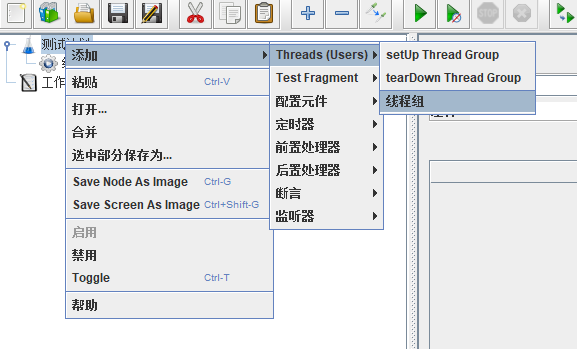 测试计划
工作
添加
粘贴 Ctrl-V
打开...
合并
选中部分保存为...
Save Node As Image Ctrl-G
Save Screen As Image Ctrl+Shift-G
启用
禁用
Toggle Ctrl-T
帮助
Threads (Users)
Test Fragment
配置元件
定时器
前置处理器
后置处理器
断言
监听器
setUp Thread Group
tearDown Thread Group
线程组
STOP